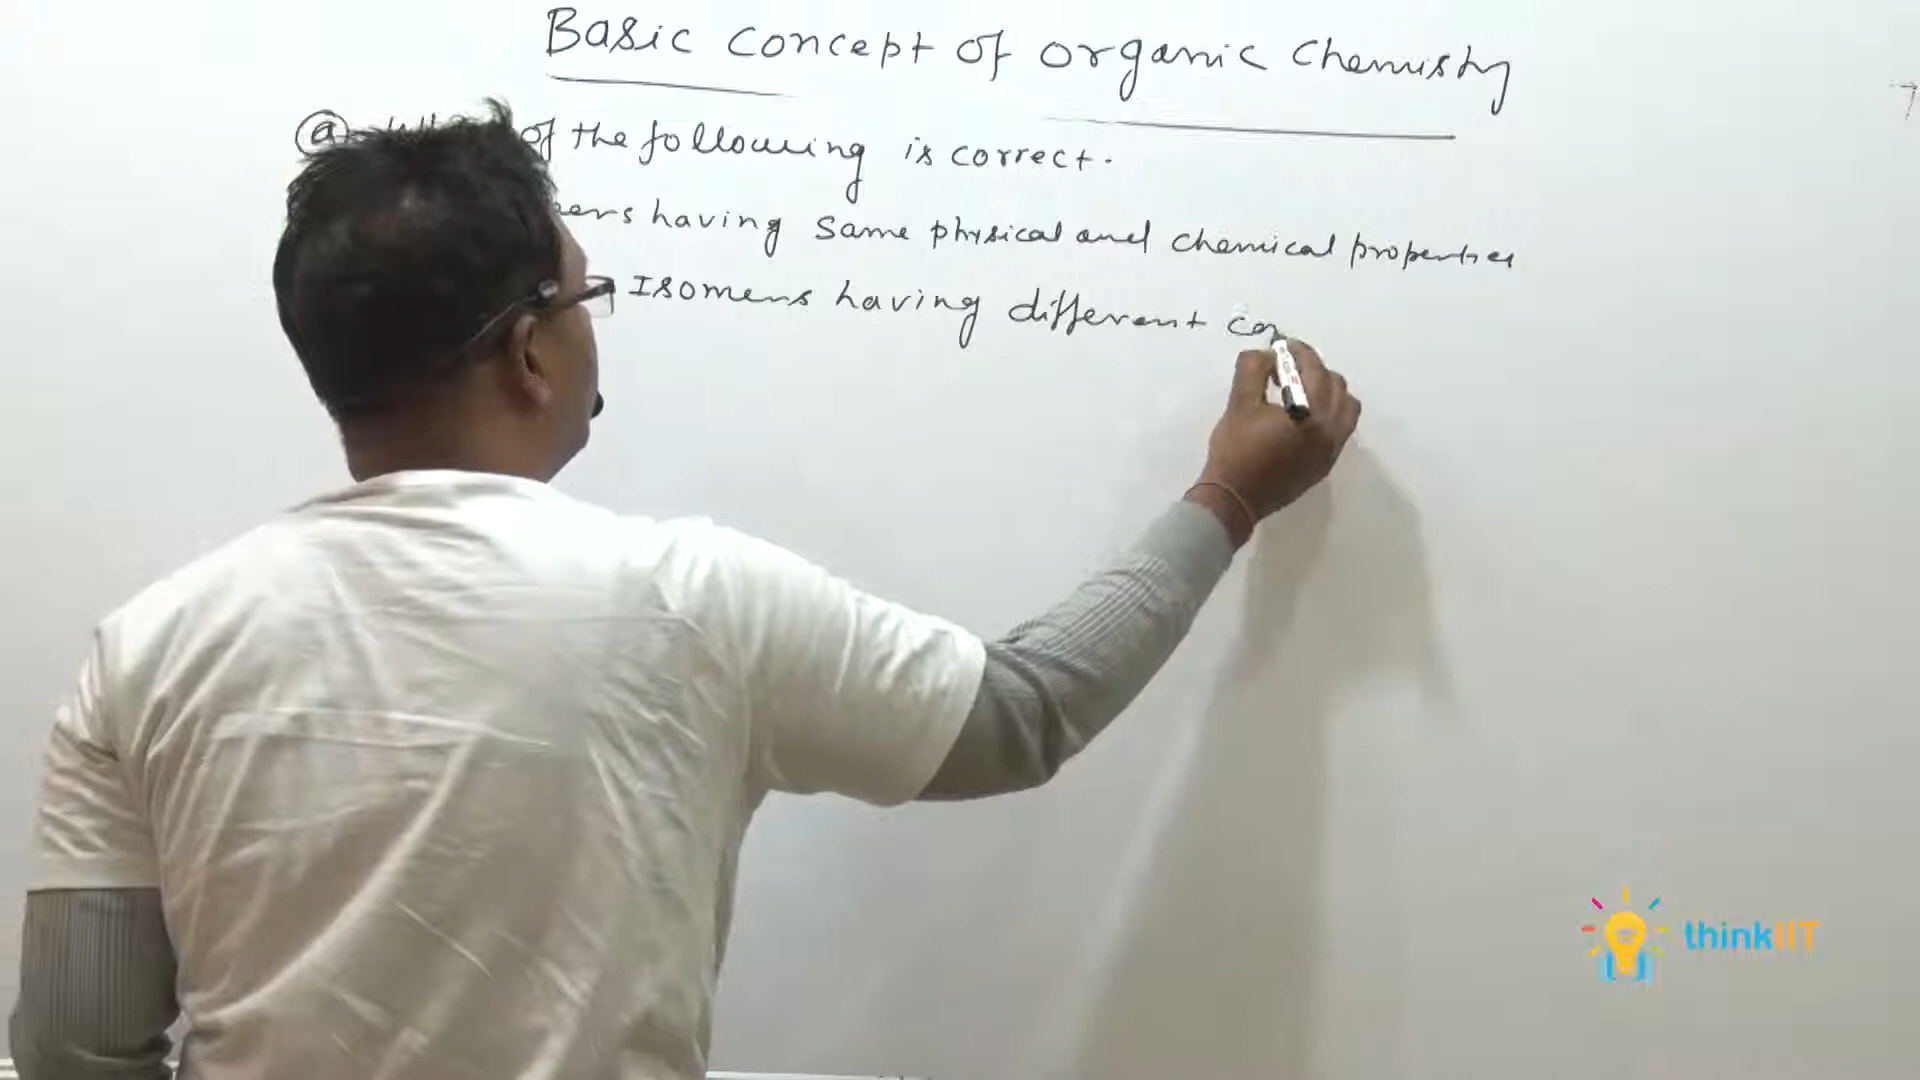 Basic concept of organic Chemistry
Q of the following is correct.
having same physical and chemical properties
Isomers having different co
thinkIIT